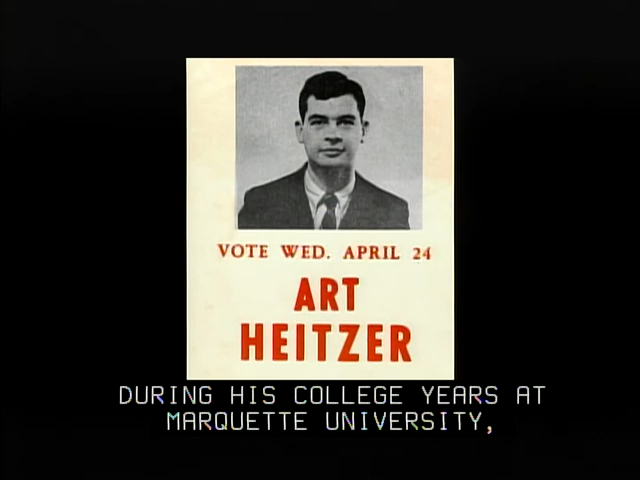 VOTE WED. APRIL 24
ART
HEITZER
DURING HIS COLLEGE YEARS AT
MARQUETTE UNIVERSITY,